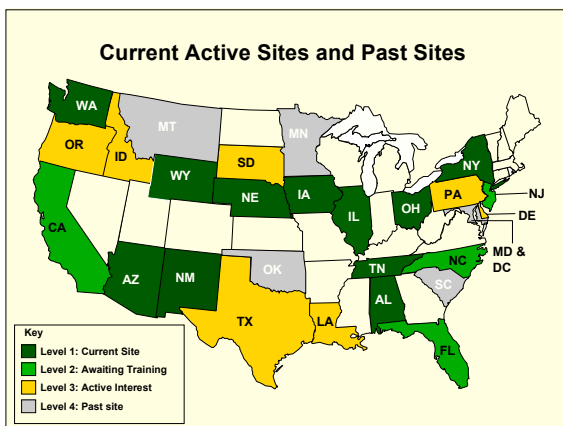 Current Active Sites and Past Sites
WA
MT
MN
OR
ID
SD
WY
NY
NE
IA
PA
NJ
IL
OH
DE
CA
MD &
DC
NC
TN
AZ
NM
OK
SC
AL
TX
LA
FL
Key
Level 1: Current Site
Level 2: Awaiting Training
Level 3: Active Interest
Level 4: Past site